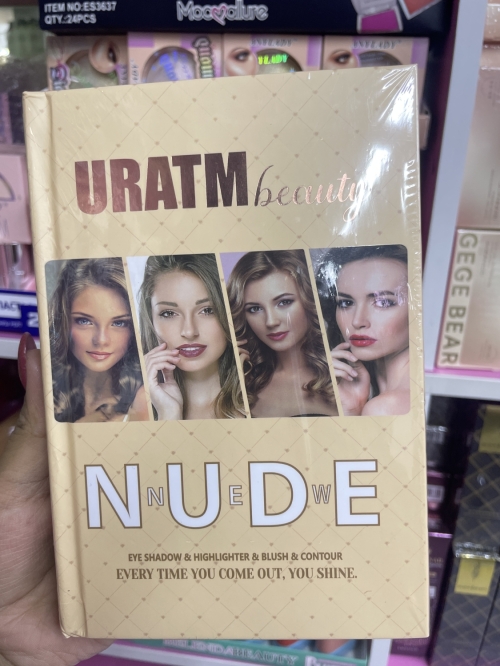 ITEM NO:ES3637
QTY.:24PCS
Mocallure
URATM beauty
NUDE
NEW
EYE SHADOW & HIGHLIGHTER & BLUSH & CONTOUR
EVERY TIME YOU COME OUT, YOU SHINE.
GEGE BEAR